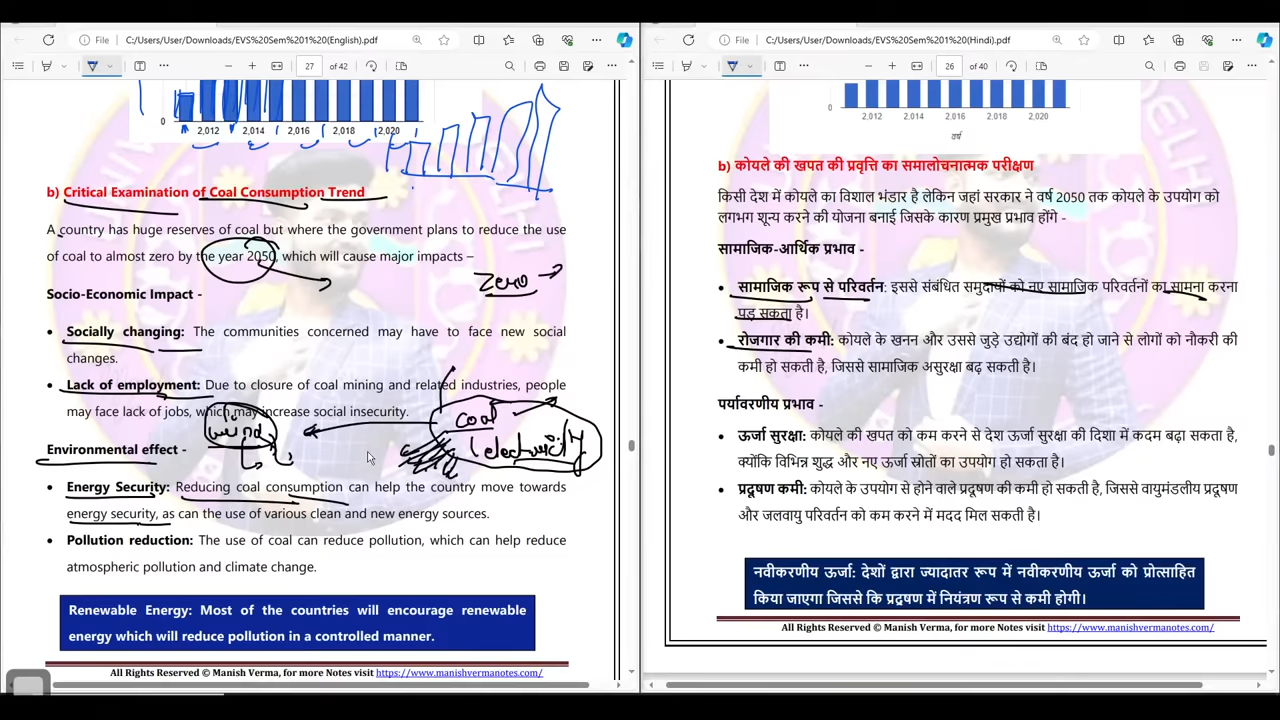 File C:/Users/User/Downloads/EVS%20Sem%201%20(English).pdf
27 of 42
0
2,012 2,014 2,016 2,018 2,020
b) Critical Examination of Coal Consumption Trend
A country has huge reserves of coal but where the government plans to reduce the use
of coal to almost zero by the year 2050, which will cause major impacts –
Zero
Socio-Economic Impact -
• Socially changing: The communities concerned may have to face new social
changes.
• Lack of employment: Due to closure of coal mining and related industries, people
may face lack of jobs, which may increase social insecurity.
wind
coal
electricity
Environmental effect -
• Energy Security: Reducing coal consumption can help the country move towards
energy security, as can the use of various clean and new energy sources.
• Pollution reduction: The use of coal can reduce pollution, which can help reduce
atmospheric pollution and climate change.
Renewable Energy: Most of the countries will encourage renewable
energy which will reduce pollution in a controlled manner.
All Rights Reserved © Manish Verma, for more Notes visit https://www.manishvermanotes.com/
File C:/Users/User/Downloads/EVS%20Sem%201%20(Hindi).pdf
26 of 40
0
2,012 2,014 2,016 2,018 2,020
वर्ष
b) कोयले की खपत की प्रवृत्ति का समालोचनात्मक परीक्षण
किसी देश में कोयले का विशाल भंडार है लेकिन जहां सरकार ने वर्ष 2050 तक कोयले के उपयोग को
लगभग शून्य करने की योजना बनाई जिसके कारण प्रमुख प्रभाव होंगे -
सामाजिक-आर्थिक प्रभाव -
• सामाजिक रूप से परिवर्तन: इससे संबंधित समुदायों को नए सामाजिक परिवर्तनों का सामना करना
पड़ सकता है।
• रोजगार की कमी: कोयले के खनन और उससे जुड़े उद्योगों की बंद हो जाने से लोगों को नौकरी की
कमी हो सकती है, जिससे सामाजिक असुरक्षा बढ़ सकती है।
पर्यावरणीय प्रभाव -
• ऊर्जा सुरक्षा: कोयले की खपत को कम करने से देश ऊर्जा सुरक्षा की दिशा में कदम बढ़ा सकता है,
क्योंकि विभिन्न शुद्ध और नए ऊर्जा स्रोतों का उपयोग हो सकता है।
• प्रदूषण कमी: कोयले के उपयोग से होने वाले प्रदूषण की कमी हो सकती है, जिससे वायुमंडलीय प्रदूषण
और जलवायु परिवर्तन को कम करने में मदद मिल सकती है।
नवीकरणीय ऊर्जा: देशों द्वारा ज्यादातर रूप में नवीकरणीय ऊर्जा को प्रोत्साहित
किया जाएगा जिससे कि प्रदूषण में नियंत्रण रूप से कमी होगी।
All Rights Reserved © Manish Verma, for more Notes visit https://www.manishvermanotes.com/